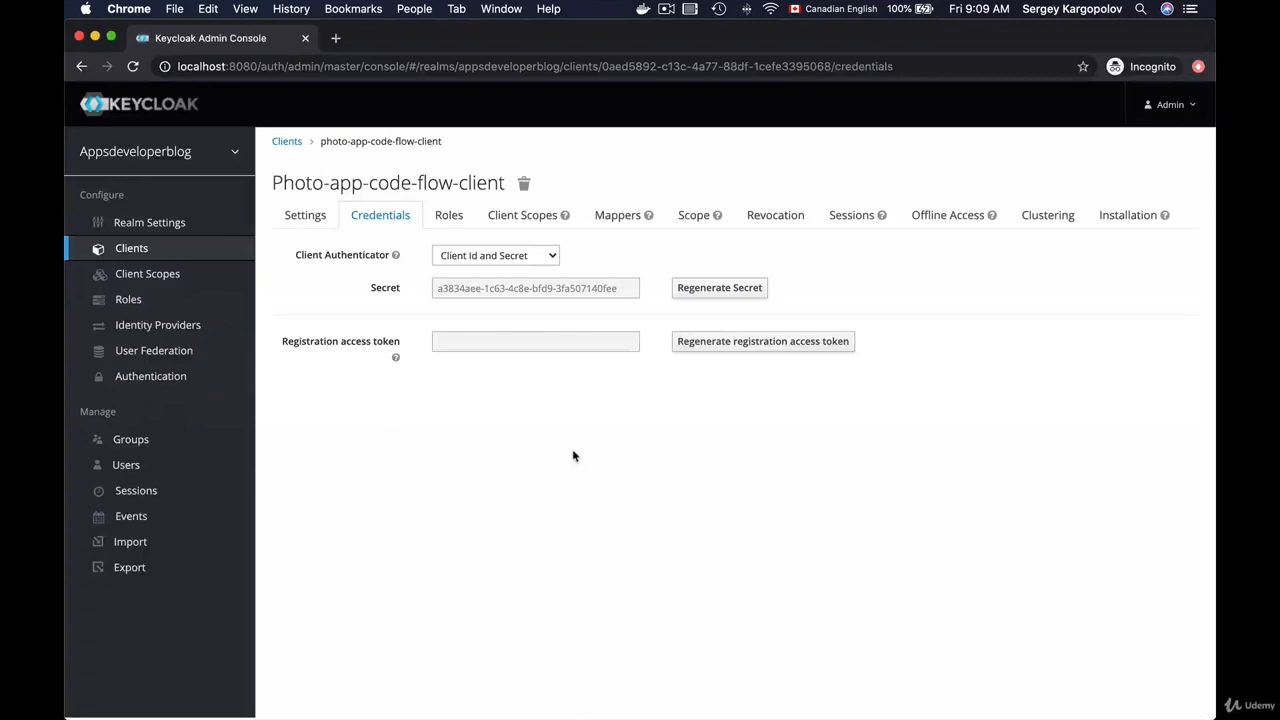 Chrome File Edit View History Bookmarks People Tab Window Help Canadian English 100% Fri 9:09 AM Sergey Kargopolov
Keycloak Admin Console
localhost:8080/auth/admin/master/console/#/realms/appsdeveloperblog/clients/0aed5892-c13c-4a77-88df-1cefe3395068/credentials Incognito
KEYCLOAK Admin
Appsdeveloperblog
Configure
Realm Settings
Clients
Client Scopes
Roles
Identity Providers
User Federation
Authentication
Manage
Groups
Users
Sessions
Events
Import
Export
Clients > photo-app-code-flow-client
Photo-app-code-flow-client
Settings Credentials Roles Client Scopes Mappers Scope Revocation Sessions Offline Access Clustering Installation
Client Authenticator Client Id and Secret
Secret a3834aee-1c63-4c8e-bfd9-3fa507140fee Regenerate Secret
Registration access token Regenerate registration access token
Udemy